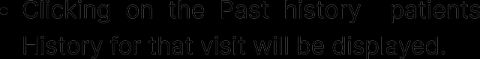 • Clicking on the Past history patients
History for that visit will be displayed.